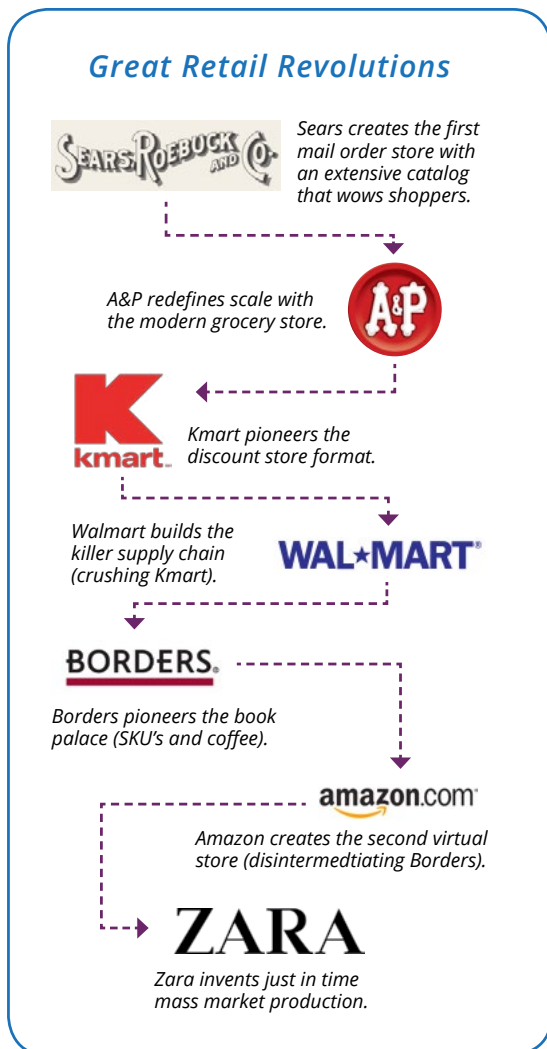 Great Retail Revolutions
SEARS, ROEBUCK AND CO.
Sears creates the first
mail order store with
an extensive catalog
that wows shoppers.
A&P redefines scale with
the modern grocery store.
A&P
K
kmart
Kmart pioneers the
discount store format.
Walmart builds the
killer supply chain
(crushing Kmart).
WAL★MART®
BORDERS®
Borders pioneers the book
palace (SKU's and coffee).
amazon.com
Amazon creates the second virtual
store (disintermedtiating Borders).
ZARA
Zara invents just in time
mass market production.